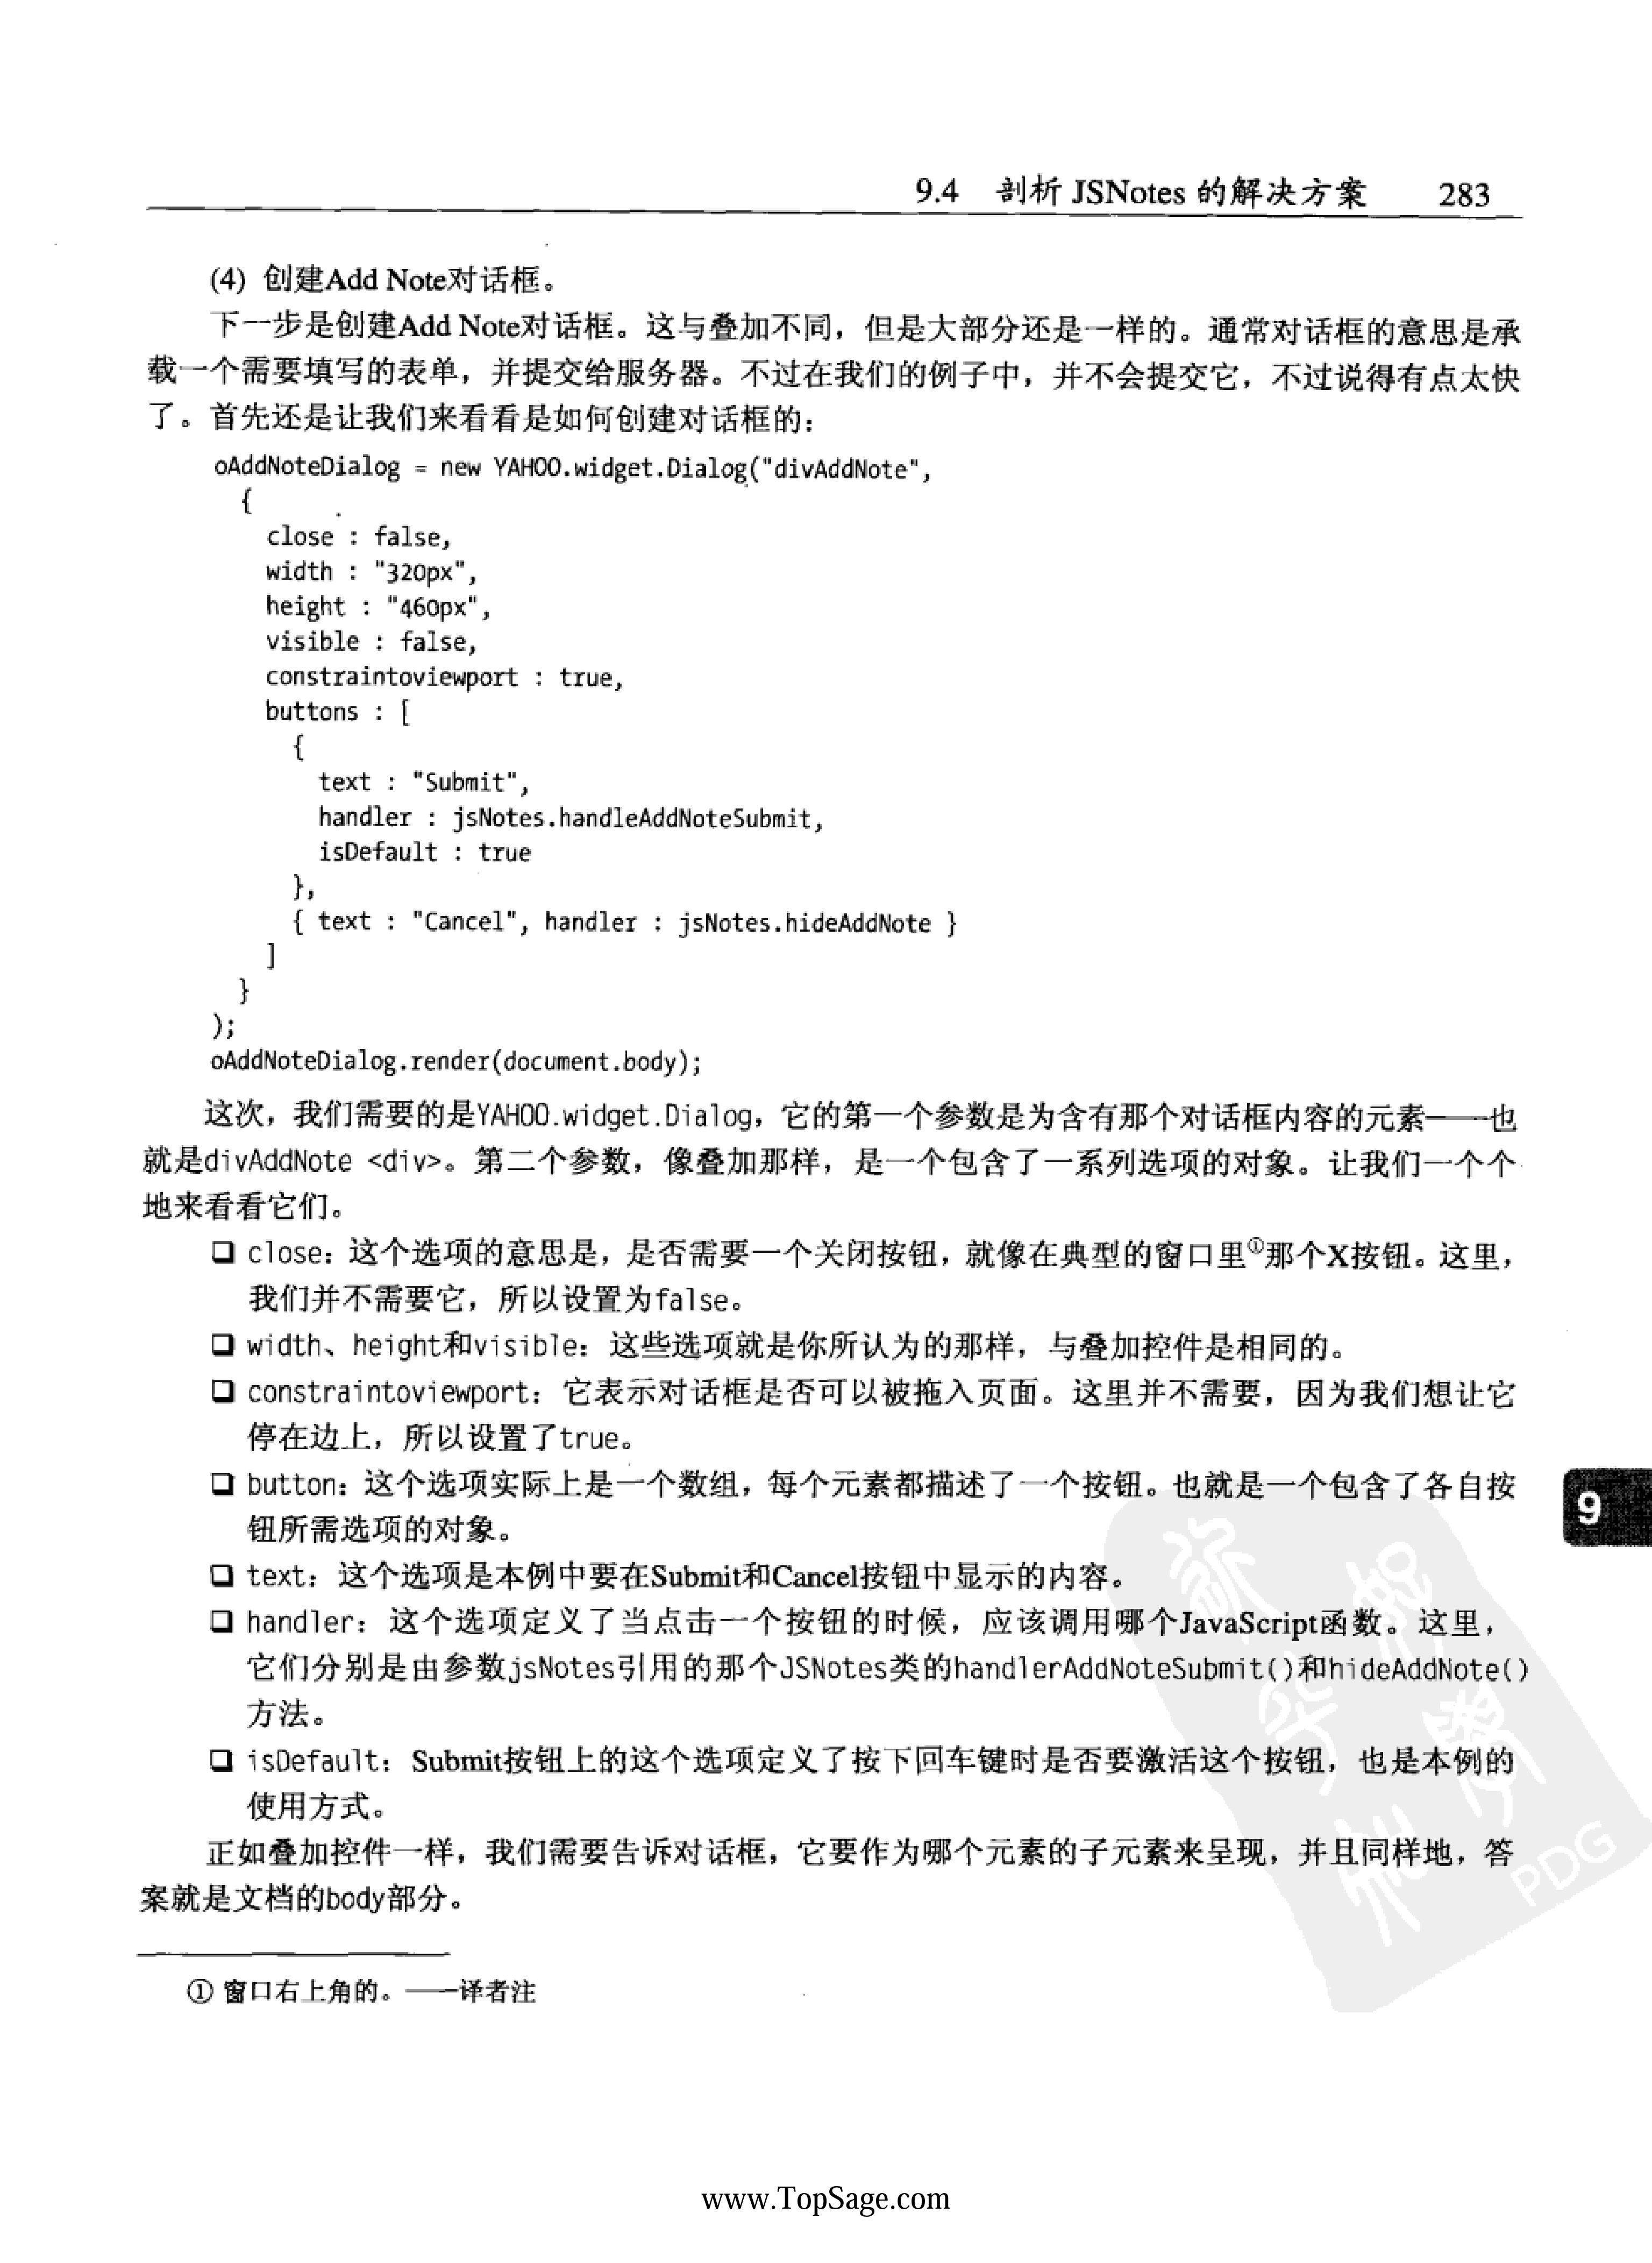 9.4 剖析 JSNotes 的解决方案 283
(4) 创建Add Note对话框。
下一步是创建Add Note对话框。这与叠加不同，但是大部分还是一样的。通常对话框的意思是承
载一个需要填写的表单，并提交给服务器。不过在我们的例子中，并不会提交它，不过说得有点太快
了。首先还是让我们来看看是如何创建对话框的：
oAddNoteDialog = new YAHOO.widget.Dialog("divAddNote",
{
close : false,
width : "320px",
height : "460px",
visible : false,
constraintoviewport : true,
buttons : [
{
text : "Submit",
handler : jsNotes.handleAddNoteSubmit,
isDefault : true
},
{ text : "Cancel", handler : jsNotes.hideAddNote }
]
}
);
oAddNoteDialog.render(document.body);
这次，我们需要的是YAHOO.widget.Dialog，它的第一个参数是为含有那个对话框内容的元素——也
就是divAddNote <div>。第二个参数，像叠加那样，是一个包含了一系列选项的对象。让我们一个个
地来看看它们。
❑ close：这个选项的意思是，是否需要一个关闭按钮，就像在典型的窗口里①那个X按钮。这里，
我们并不需要它，所以设置为false。
❑ width、height和visible：这些选项就是你所认为的那样，与叠加控件是相同的。
❑ constraintoviewport：它表示对话框是否可以被拖入页面。这里并不需要，因为我们想让它
停在边上，所以设置了true。
❑ button：这个选项实际上是一个数组，每个元素都描述了一个按钮。也就是一个包含了各自按
钮所需选项的对象。
❑ text：这个选项是本例中要在Submit和Cancel按钮中显示的内容。
❑ handler：这个选项定义了当点击一个按钮的时候，应该调用哪个JavaScript函数。这里，
它们分别是由参数jsNotes引用的那个JSNotes类的handlerAddNoteSubmit()和hideAddNote()
方法。
❑ isDefault：Submit按钮上的这个选项定义了按下回车键时是否要激活这个按钮，也是本例的
使用方式。
正如叠加控件一样，我们需要告诉对话框，它要作为哪个元素的子元素来呈现，并且同样地，答
案就是文档的body部分。
9
PDG
① 窗口右上角的。——译者注
www.TopSage.com